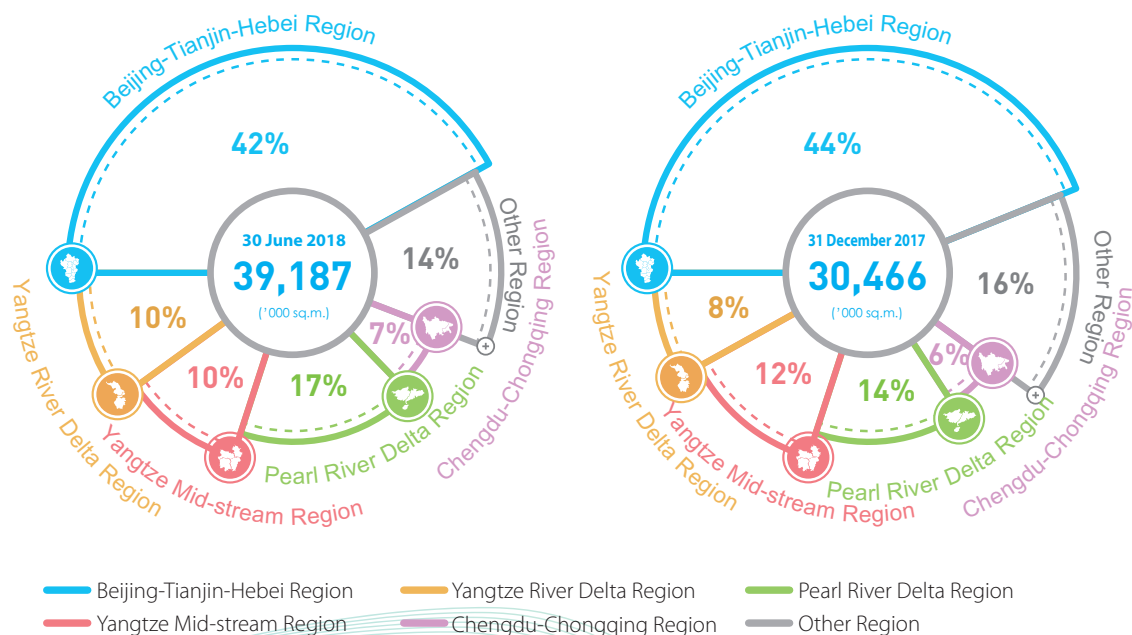 Beijing-Tianjin-Hebei Region
42%
30 June 2018
39,187
('000 sq.m.)
14%
Other Region
7%
Chengdu-Chongqing Region
17%
Pearl River Delta Region
10%
Yangtze Mid-stream Region
10%
Yangtze River Delta Region
Beijing-Tianjin-Hebei Region
44%
31 December 2017
30,466
('000 sq.m.)
16%
Other Region
6%
Chengdu-Chongqing Region
14%
Pearl River Delta Region
12%
Yangtze Mid-stream Region
8%
Yangtze River Delta Region
Beijing-Tianjin-Hebei Region
Yangtze River Delta Region
Pearl River Delta Region
Yangtze Mid-stream Region
Chengdu-Chongqing Region
Other Region